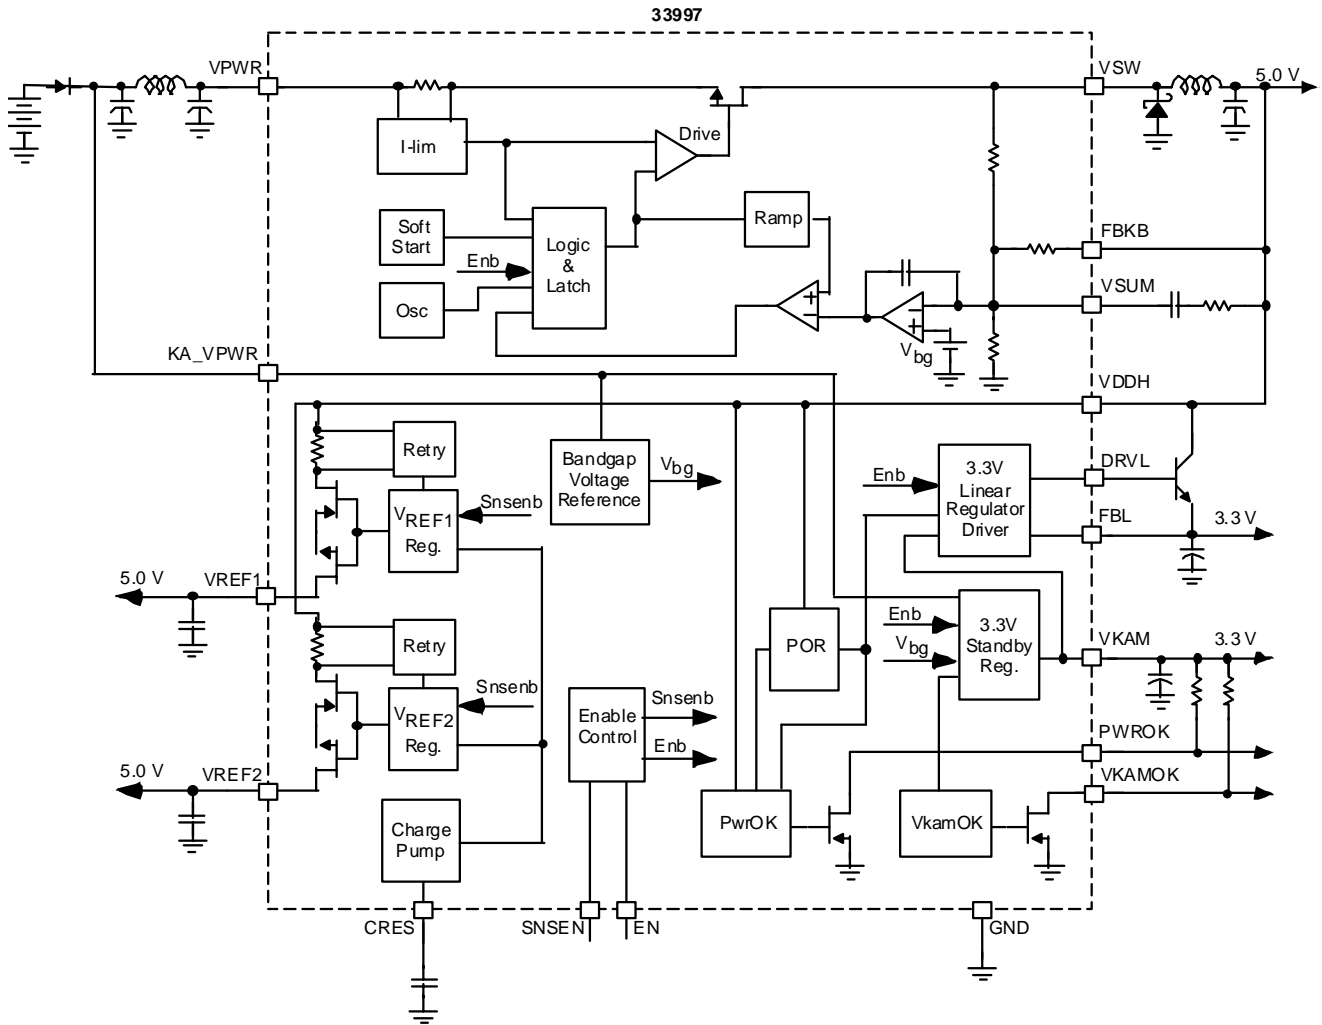 33997
VPWR
VSW
5.0 V
I-lim
Drive
Soft
Start
Enb
Osc
Logic
&
Latch
Ramp
FBKB
VSUM
+
−
−
+
Vbg
KA_VPWR
VDDH
Retry
VREF1
Reg.
Snsenb
Bandgap
Voltage
Reference
Vbg
Enb
3.3V
Linear
Regulator
Driver
DRVL
FBL
3.3 V
5.0 V
VREF1
Retry
VREF2
Reg.
Snsenb
POR
Enb
Vbg
3.3V
Standby
Reg.
VKAM
3.3 V
Enable
Control
Snsenb
Enb
PWROK
VKAMOK
5.0 V
VREF2
Charge
Pump
PwrOK
VkamOK
CRES
SNSEN
EN
GND